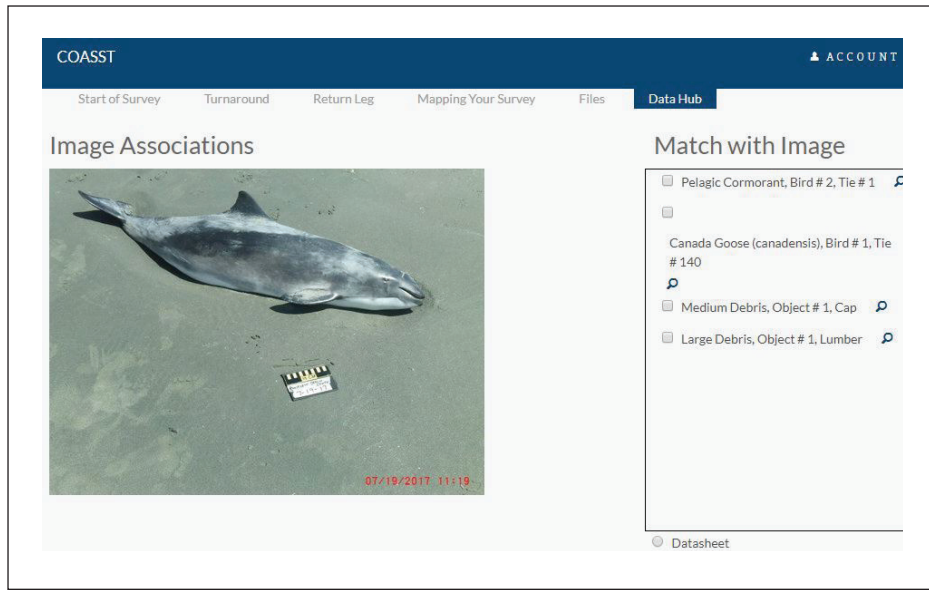 COASST
ACCOUNT
Start of Survey Turnaround Return Leg Mapping Your Survey Files Data Hub
Image Associations
Match with Image
Pelagic Cormorant, Bird # 2, Tie # 1
Canada Goose (canadensis), Bird # 1, Tie
# 140
Medium Debris, Object # 1, Cap
Large Debris, Object # 1, Lumber
07/19/2017 11:19
Datasheet